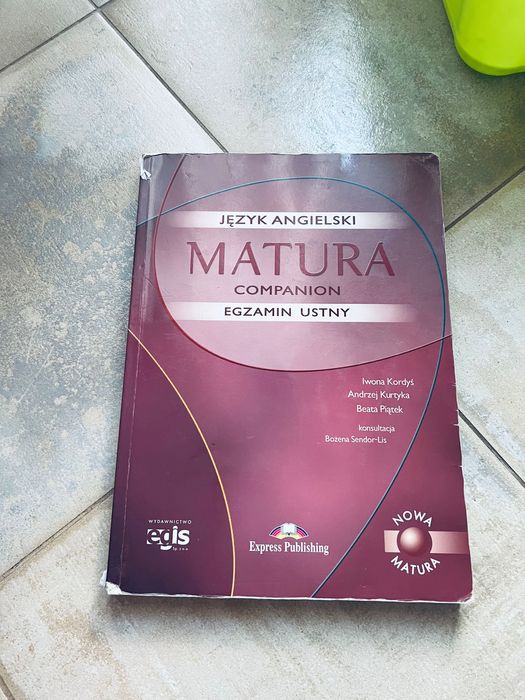 JĘZYK ANGIELSKI
MATURA
COMPANION
EGZAMIN USTNY
Iwona Kordyś
Andrzej Kurtyka
Beata Piątek
konsultacja
Bożena Sendor-Lis
WYDAWNICTWO
egis
Sp. z o.o.
Express Publishing
NOWA
MATURA